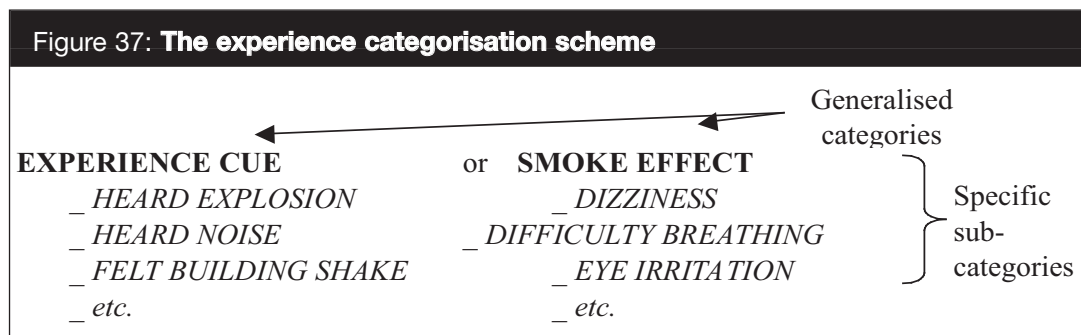 Figure 37: The experience categorisation scheme
Generalised
categories
EXPERIENCE CUE or SMOKE EFFECT
_ HEARD EXPLOSION _ DIZZINESS
_ HEARD NOISE _ DIFFICULTY BREATHING
_ FELT BUILDING SHAKE _ EYE IRRITATION
_ etc. _ etc.
Specific
sub-
categories